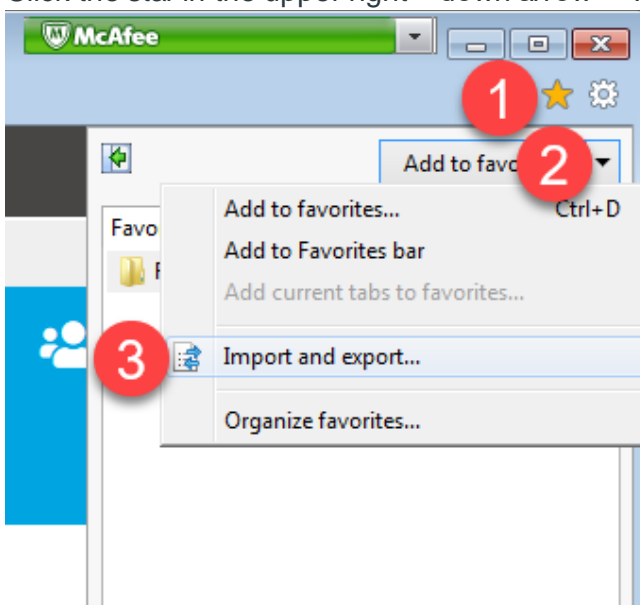 McAfee
1
Add to favo
2
Favo
Add to favorites... Ctrl+D
Add to Favorites bar
Add current tabs to favorites...
3 Import and export...
Organize favorites...